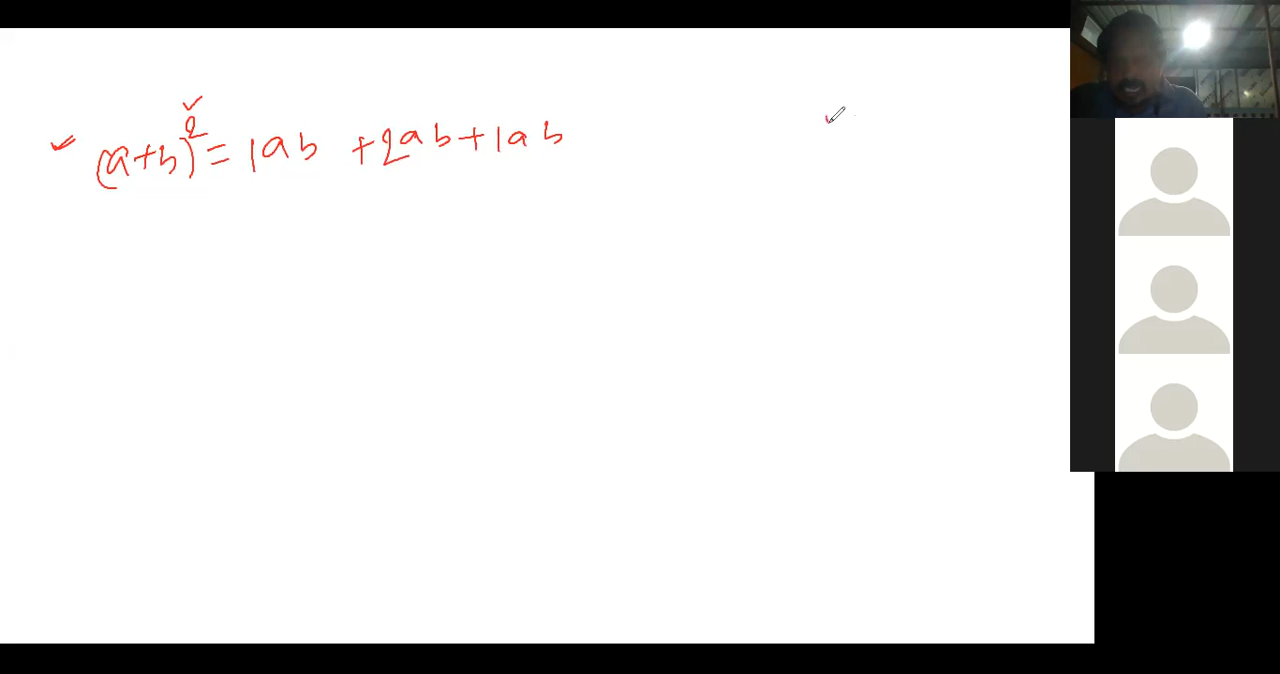 (a+b)² = 1ab + 2ab + 1ab